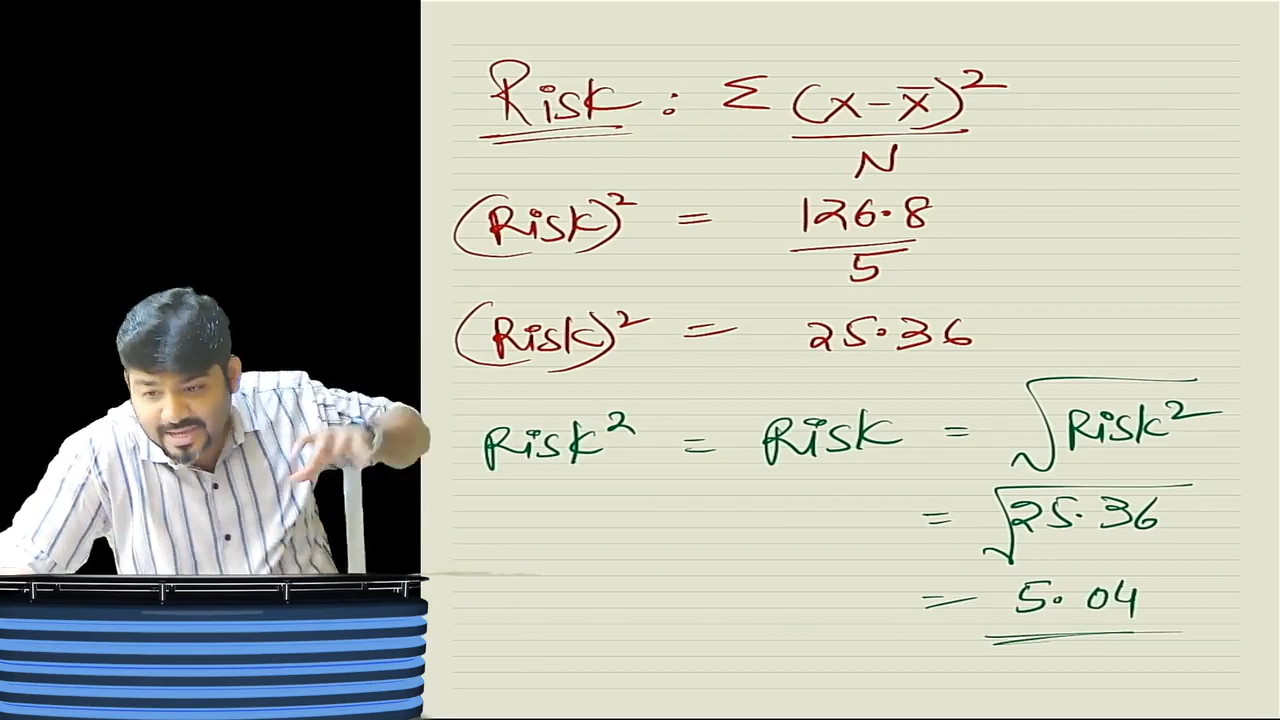 Risk : Σ (x-x̄)²
N
(Risk)² = 126.8
5
(Risk)² = 25.36
Risk² = Risk = √Risk²
= √25.36
= 5.04